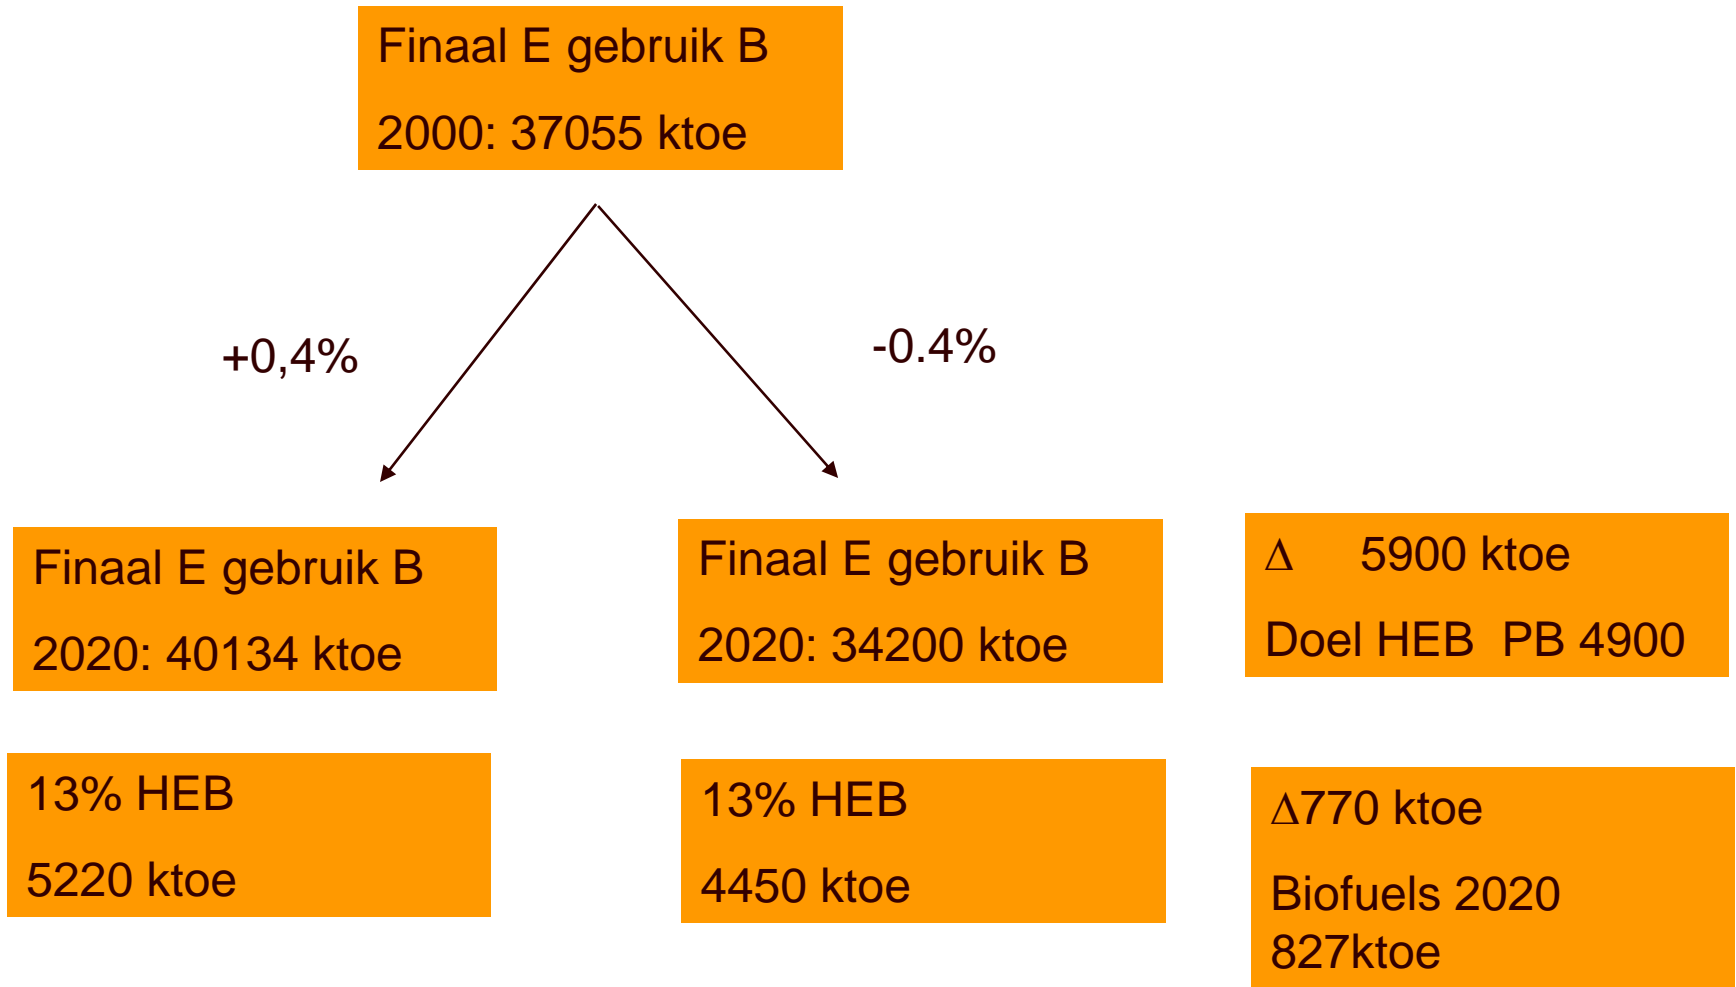 Finaal E gebruik B
2000: 37055 ktoe
+0,4%
-0.4%
Finaal E gebruik B
2020: 40134 ktoe
Finaal E gebruik B
2020: 34200 ktoe
Δ 5900 ktoe
Doel HEB PB 4900
13% HEB
5220 ktoe
13% HEB
4450 ktoe
Δ770 ktoe
Biofuels 2020
827ktoe